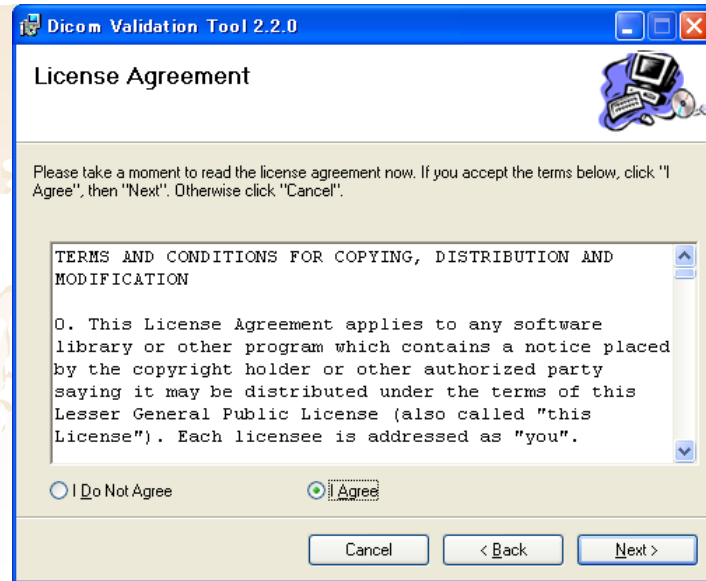 Dicom Validation Tool 2.2.0
License Agreement
Please take a moment to read the license agreement now. If you accept the terms below, click "I
Agree", then "Next". Otherwise click "Cancel".
TERMS AND CONDITIONS FOR COPYING, DISTRIBUTION AND
MODIFICATION
0. This License Agreement applies to any software
library or other program which contains a notice placed
by the copyright holder or other authorized party
saying it may be distributed under the terms of this
Lesser General Public License (also called "this
License"). Each licensee is addressed as "you".
I Do Not Agree
I Agree
Cancel
< Back
Next >